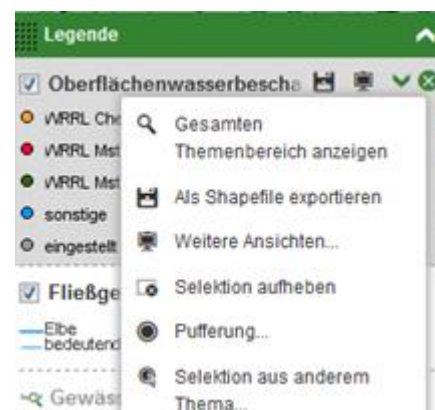 Legende
Oberflächenwasserbescha
WRRL Che
WRRL Mst
WRRL Mst
sonstige
eingestellt
Fließge
Elbe
bedeutend
Gewäss
Gesamten
Themenbereich anzeigen
Als Shapefile exportieren
Weitere Ansichten...
Selektion aufheben
Pufferung...
Selektion aus anderem
Thema...